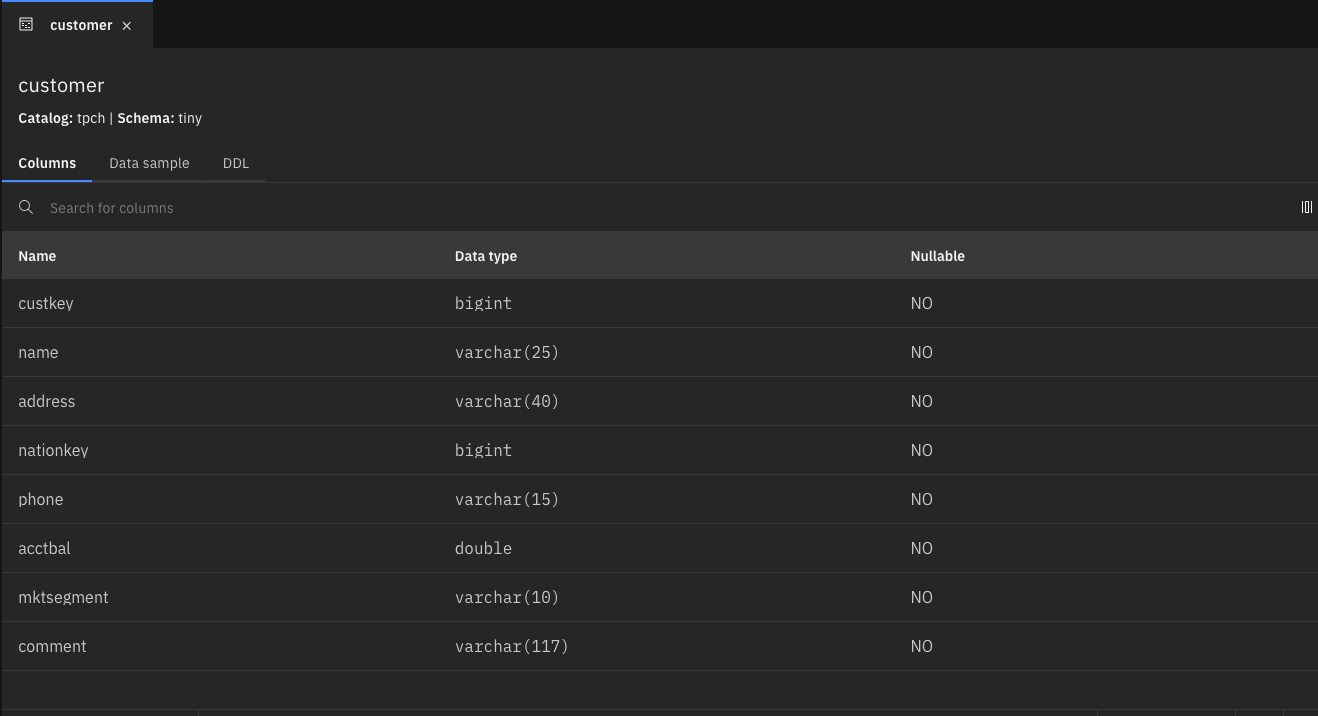 customer
customer
Catalog: tpch | Schema: tiny
Columns Data sample DDL
Search for columns
Name Data type Nullable
custkey bigint NO
name varchar(25) NO
address varchar(40) NO
nationkey bigint NO
phone varchar(15) NO
acctbal double NO
mktsegment varchar(10) NO
comment varchar(117) NO